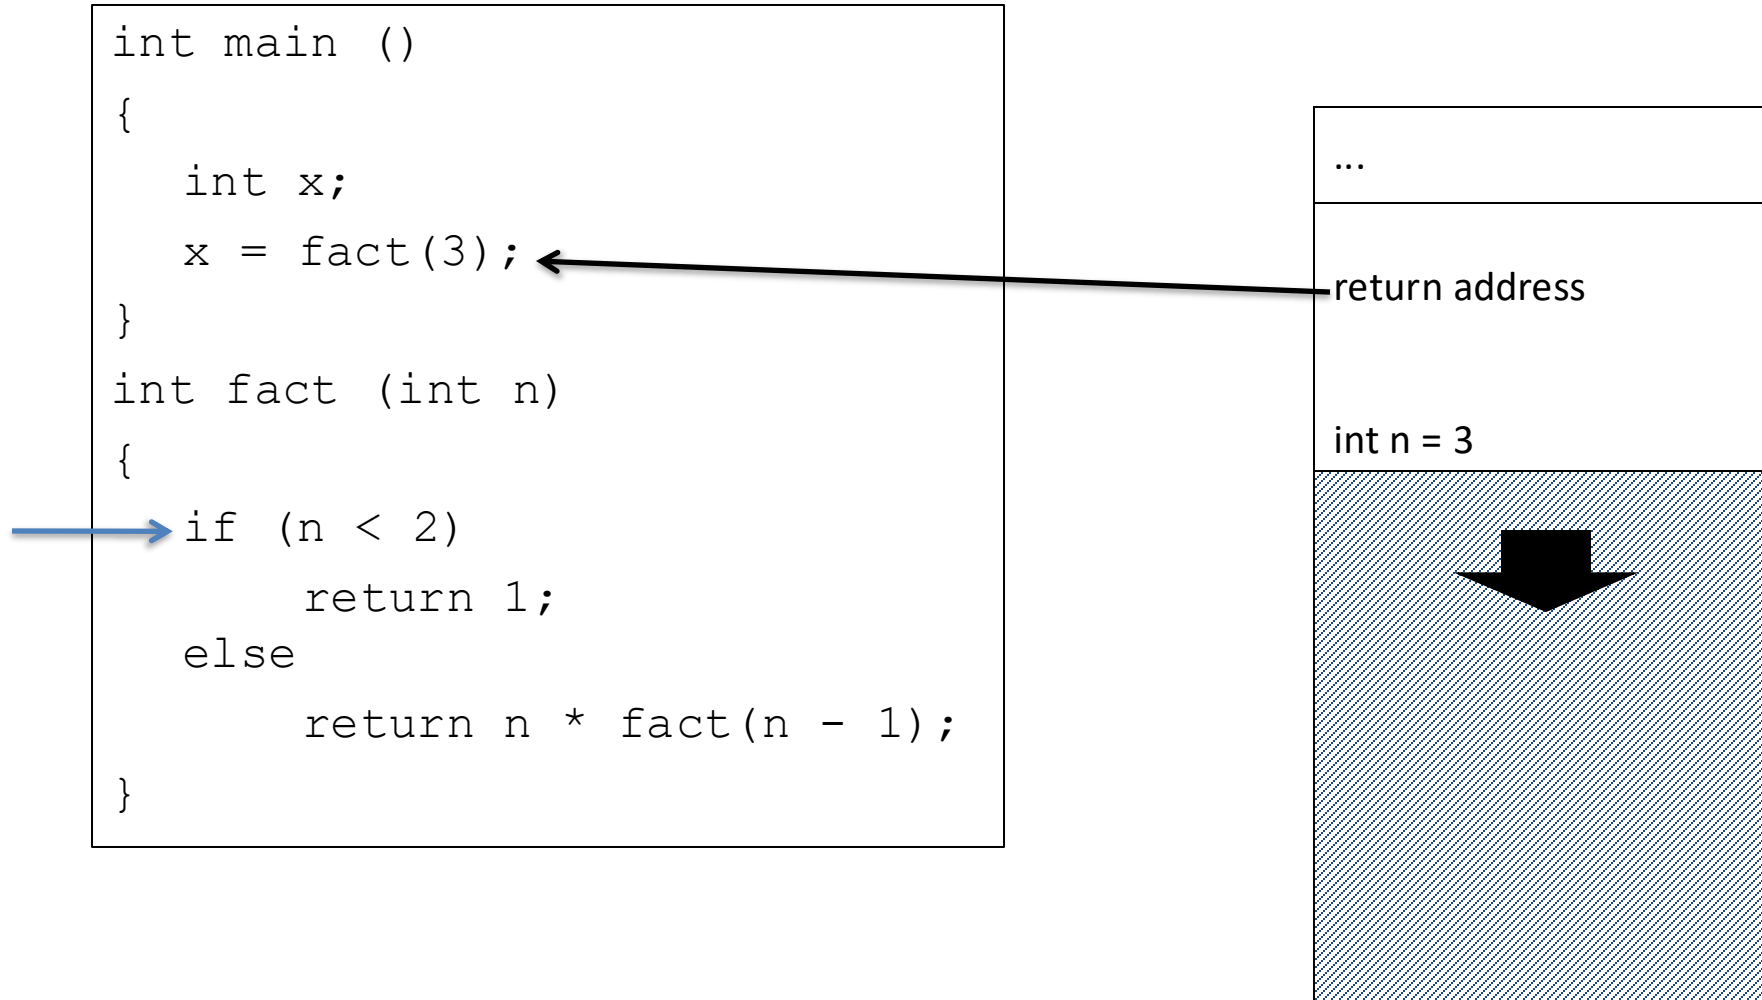 int main ()
{
int x;
x = fact(3);
}
int fact (int n)
{
if (n < 2)
return 1;
else
return n * fact(n - 1);
}
...
return address
int n = 3